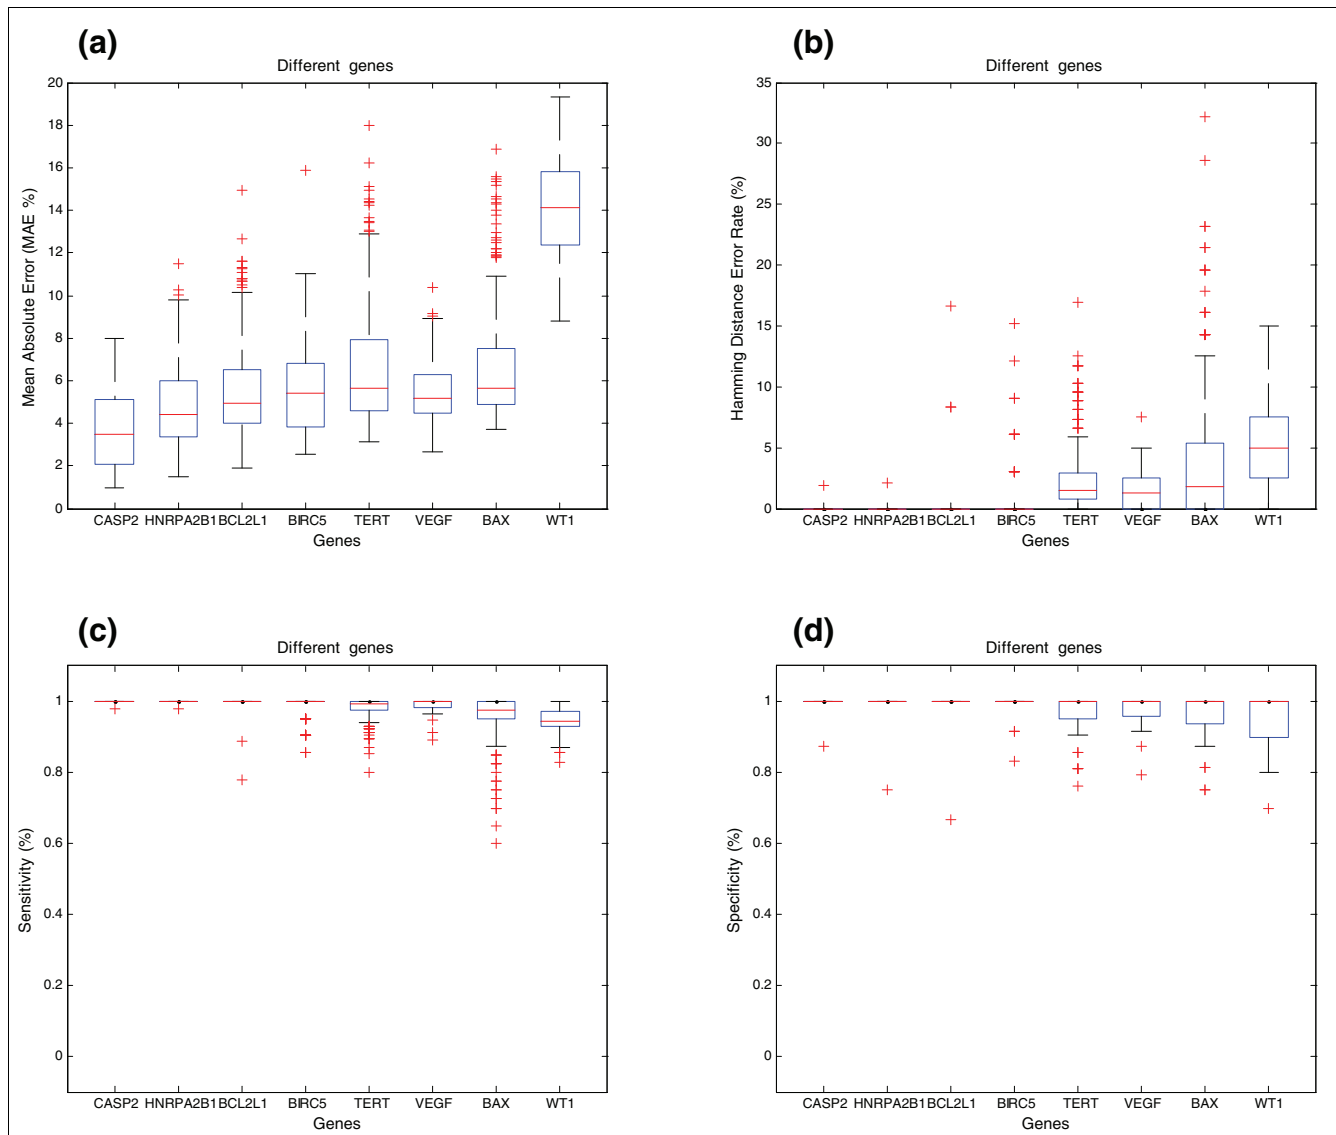 (a)
Different genes
Mean Absolute Error (MAE %)
20
18
16
14
12
10
8
6
4
2
0
CASP2 HNRPA2B1 BCL2L1 BIRC5 TERT VEGF BAX WT1
Genes
(b)
Different genes
Hamming Distance Error Rate (%)
35
30
25
20
15
10
5
0
CASP2 HNRPA2B1 BCL2L1 BIRC5 TERT VEGF BAX WT1
Genes
(c)
Different genes
Sensitivity (%)
1
0.8
0.6
0.4
0.2
0
CASP2 HNRPA2B1 BCL2L1 BIRC5 TERT VEGF BAX WT1
Genes
(d)
Different genes
Specificity (%)
1
0.8
0.6
0.4
0.2
0
CASP2 HNRPA2B1 BCL2L1 BIRC5 TERT VEGF BAX WT1
Genes